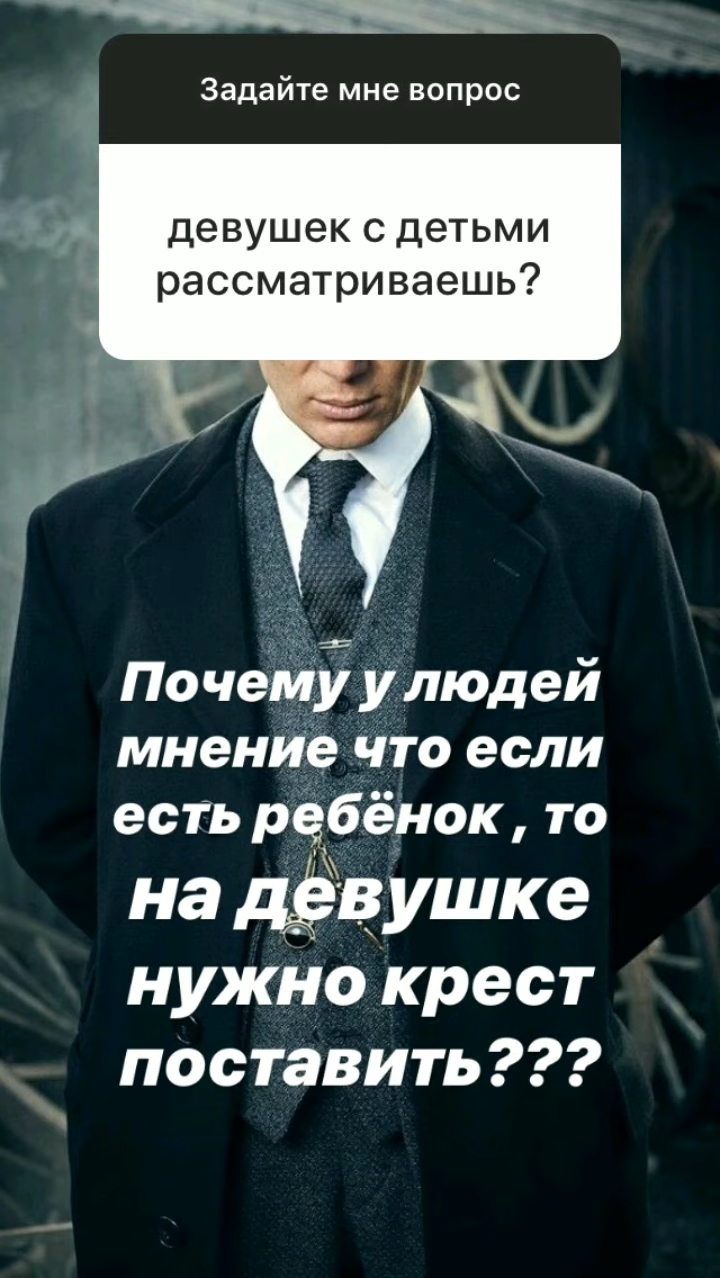 Задайте мне вопрос
девушек с детьми
рассматриваешь?
Почему у людей
мнение что если
есть ребёнок , то
на девушке
нужно крест
поставить???